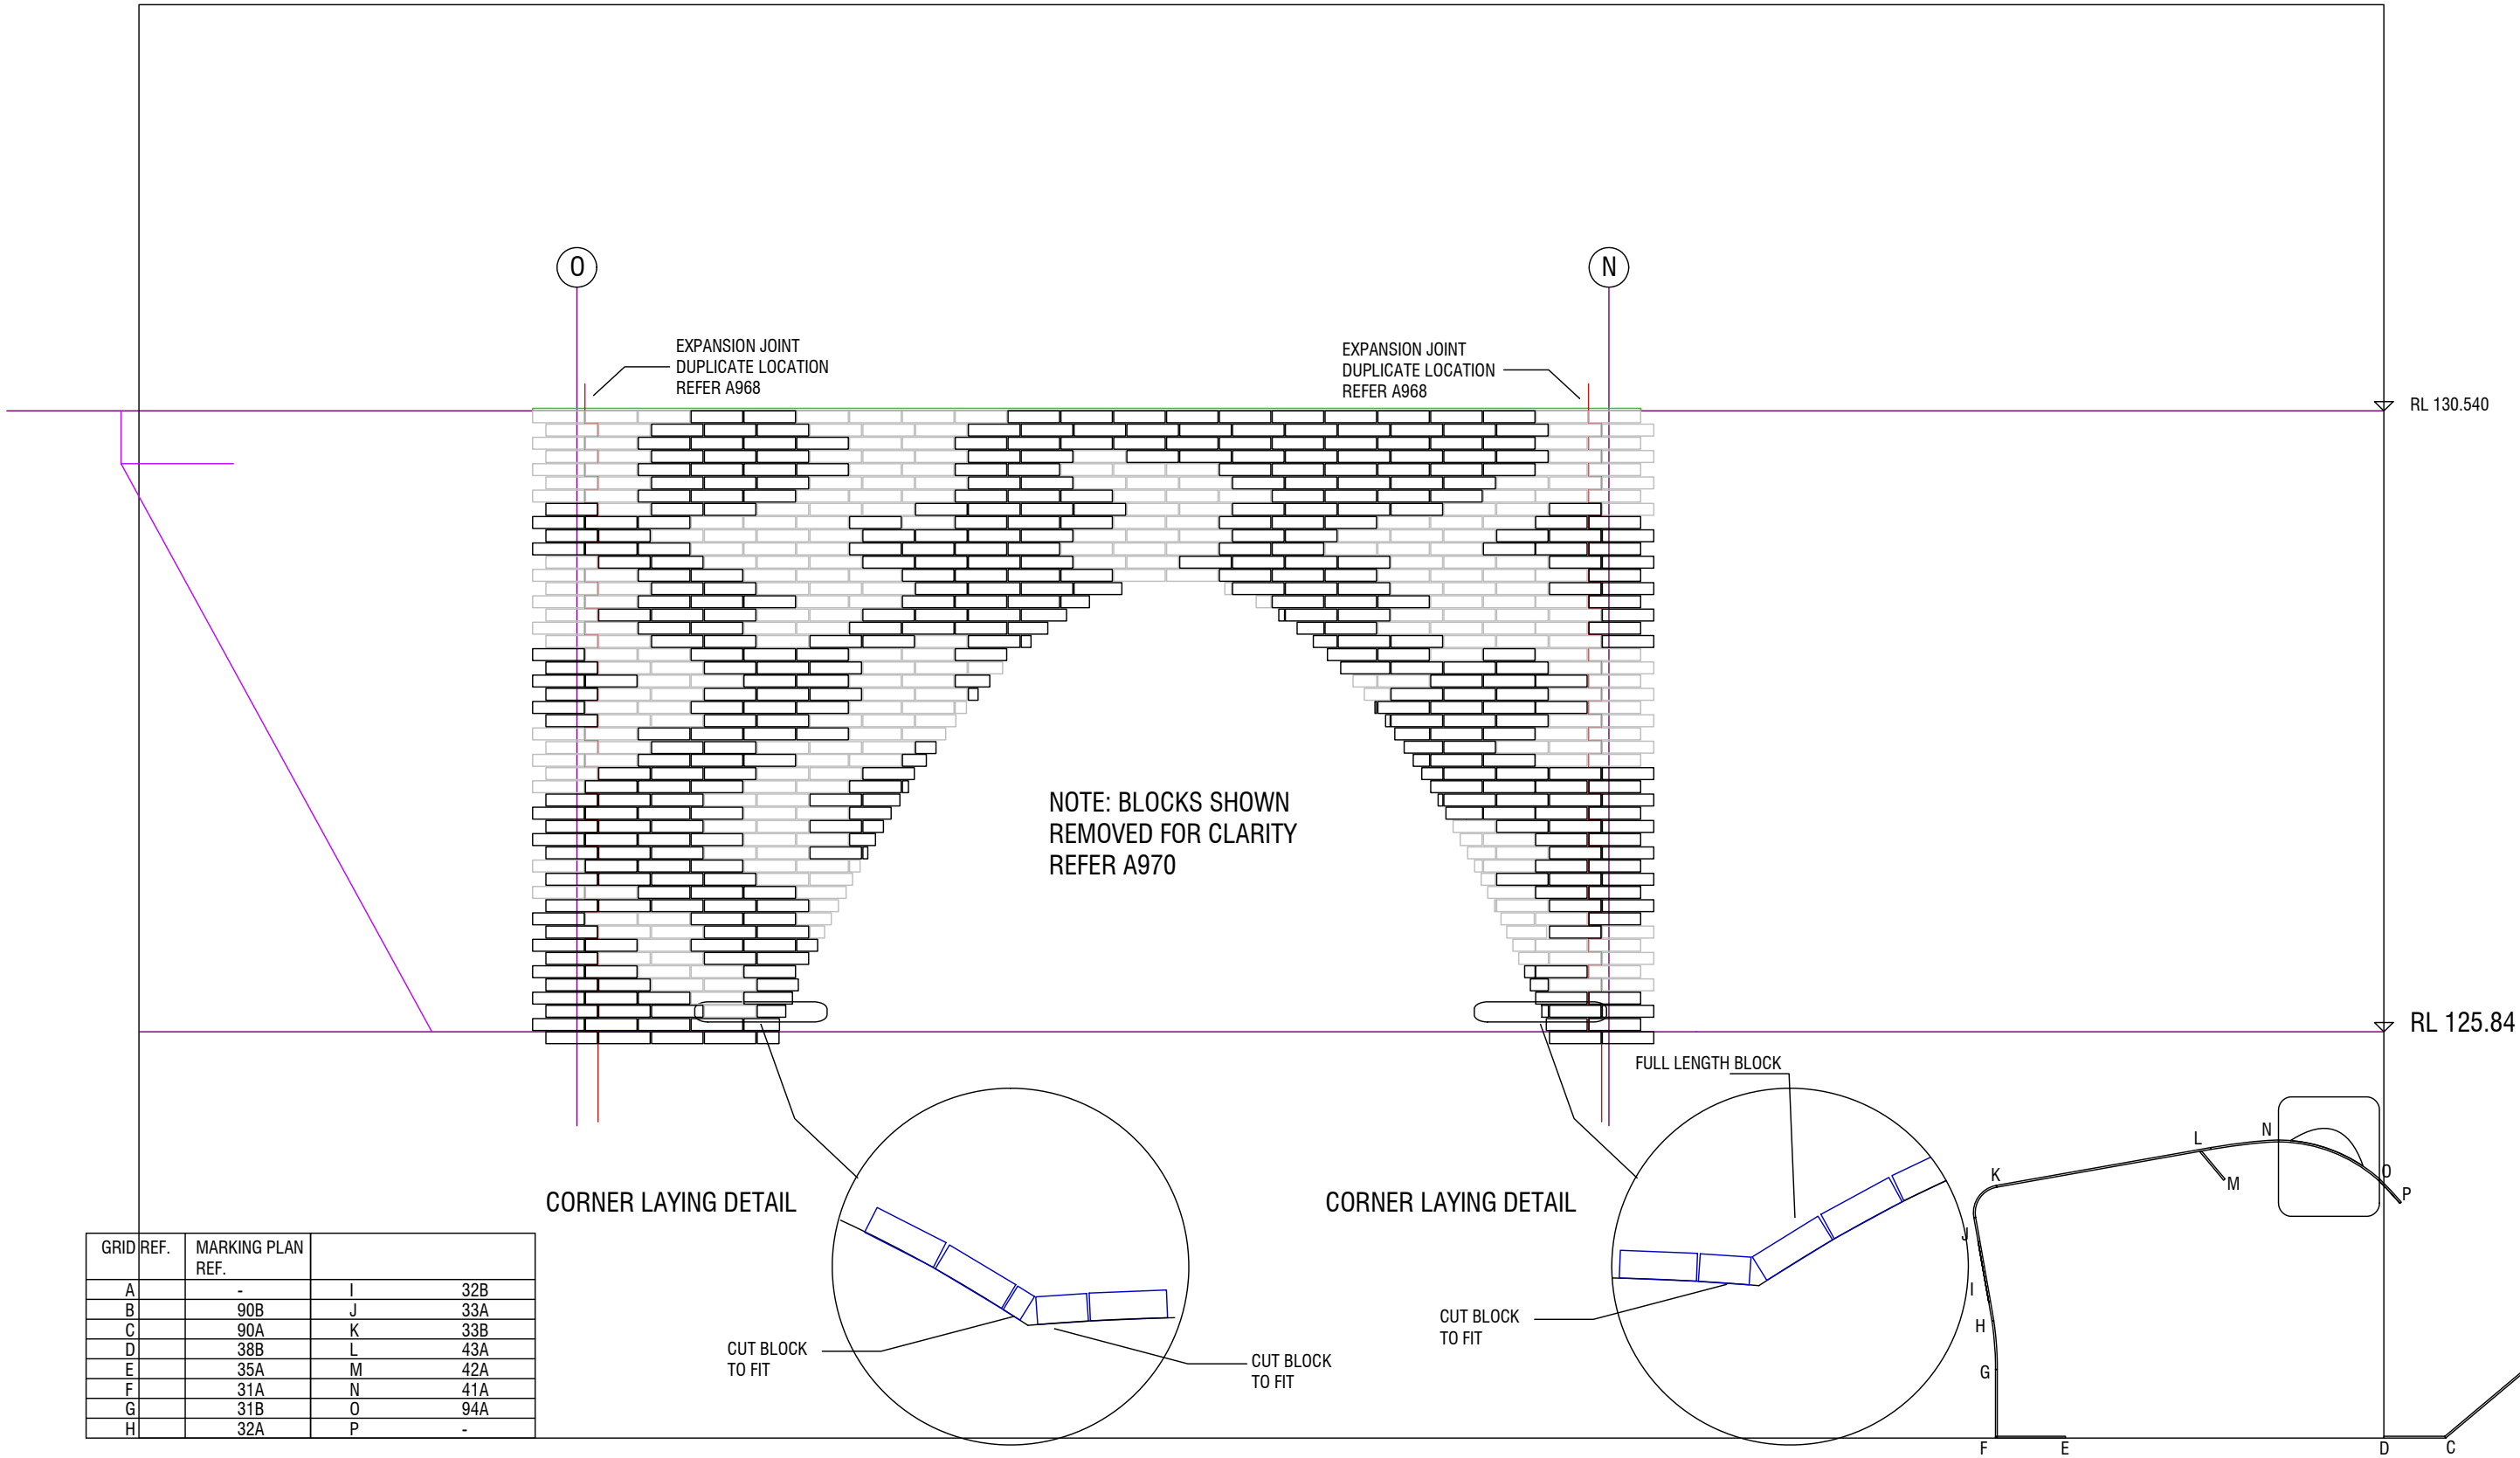 O
N
EXPANSION JOINT
DUPLICATE LOCATION
REFER A968
EXPANSION JOINT
DUPLICATE LOCATION
REFER A968
RL 130.540
NOTE: BLOCKS SHOWN
REMOVED FOR CLARITY
REFER A970
RL 125.84
FULL LENGTH BLOCK
CORNER LAYING DETAIL
CORNER LAYING DETAIL
CUT BLOCK
TO FIT
CUT BLOCK
TO FIT
CUT BLOCK
TO FIT
GRID REF. MARKING PLAN
REF.
A - I 32B
B 90B J 33A
C 90A K 33B
D 38B L 43A
E 35A M 42A
F 31A N 41A
G 31B O 94A
H 32A P -
N
L
O
K
M
P
J
I
H
G
F
E
D
C